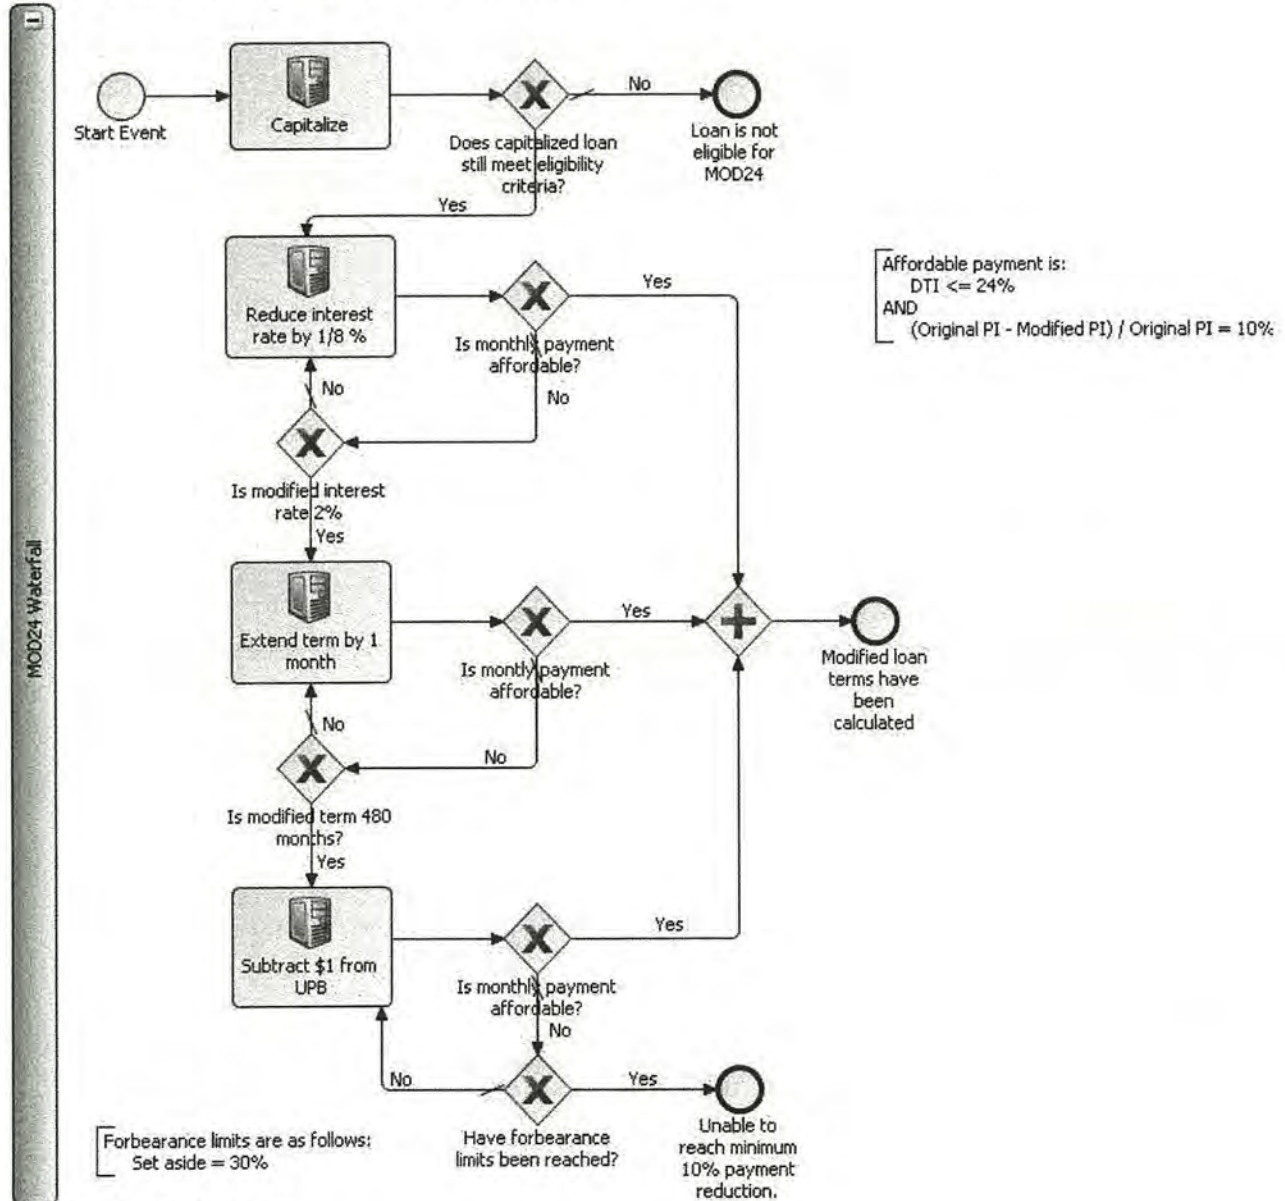 MOD24 Waterfall
Start Event
Capitalize
No
Does capitalized loan
still meet eligibility
criteria?
Loan is not
eligible for
MOD24
Yes
Reduce interest
rate by 1/8 %
Yes
Is monthly payment
affordable?
Affordable payment is:
DTI <= 24%
AND
(Original PI - Modified PI) / Original PI = 10%
No
No
Is modified interest
rate 2%
Yes
Extend term by 1
month
Yes
Is montly payment
affordable?
Modified loan
terms have
been
calculated
No
No
Is modified term 480
months?
Yes
Subtract $1 from
UPB
Yes
Is monthly payment
affordable?
No
No
Yes
Have forbearance
limits been reached?
Unable to
reach minimum
10% payment
reduction.
Forbearance limits are as follows:
Set aside = 30%